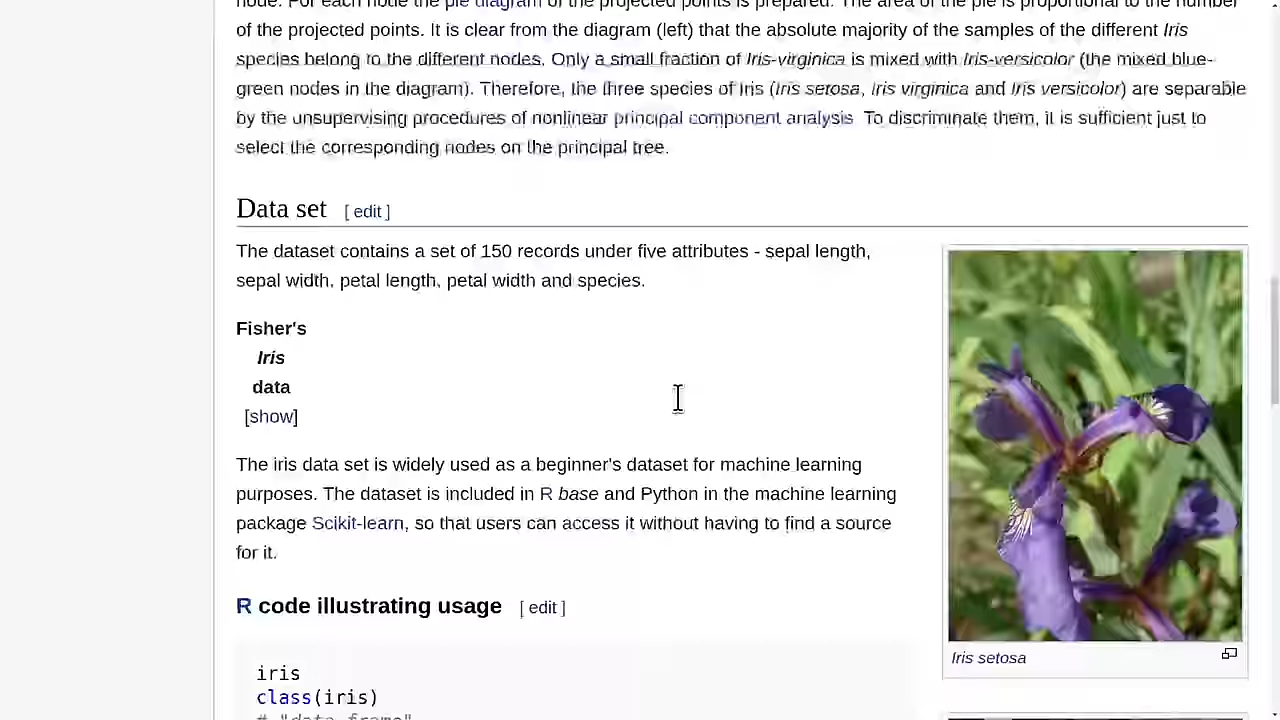 node. For each node the pie diagram of the projected points is prepared. The area of the pie is proportional to the number
of the projected points. It is clear from the diagram (left) that the absolute majority of the samples of the different Iris
species belong to the different nodes. Only a small fraction of Iris-virginica is mixed with Iris-versicolor (the mixed blue-
green nodes in the diagram). Therefore, the three species of Iris (Iris setosa, Iris virginica and Iris versicolor) are separable
by the unsupervising procedures of nonlinear principal component analysis. To discriminate them, it is sufficient just to
select the corresponding nodes on the principal tree.
Data set [ edit ]
The dataset contains a set of 150 records under five attributes - sepal length,
sepal width, petal length, petal width and species.
Fisher's
Iris
data
[show]
The iris data set is widely used as a beginner's dataset for machine learning
purposes. The dataset is included in R base and Python in the machine learning
package Scikit-learn, so that users can access it without having to find a source
for it.
R code illustrating usage [ edit ]
iris
class(iris)
# "data.frame"
Iris setosa